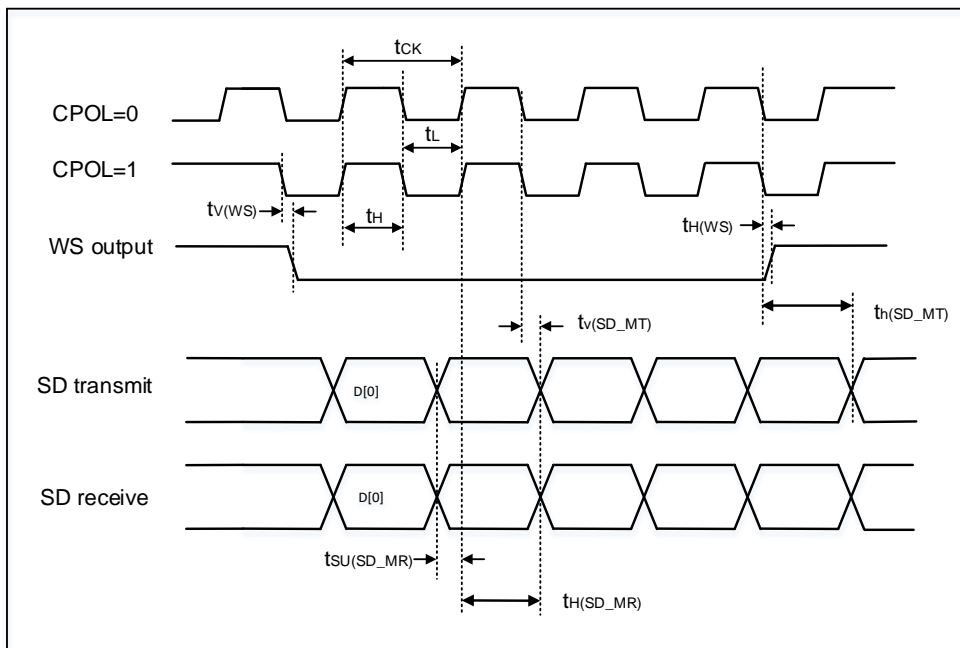 tCK
CPOL=0
tL
CPOL=1
tV(WS)
tH
tH(WS)
WS output
tv(SD_MT)
th(SD_MT)
SD transmit
D[0]
SD receive
D[0]
tSU(SD_MR)
tH(SD_MR)